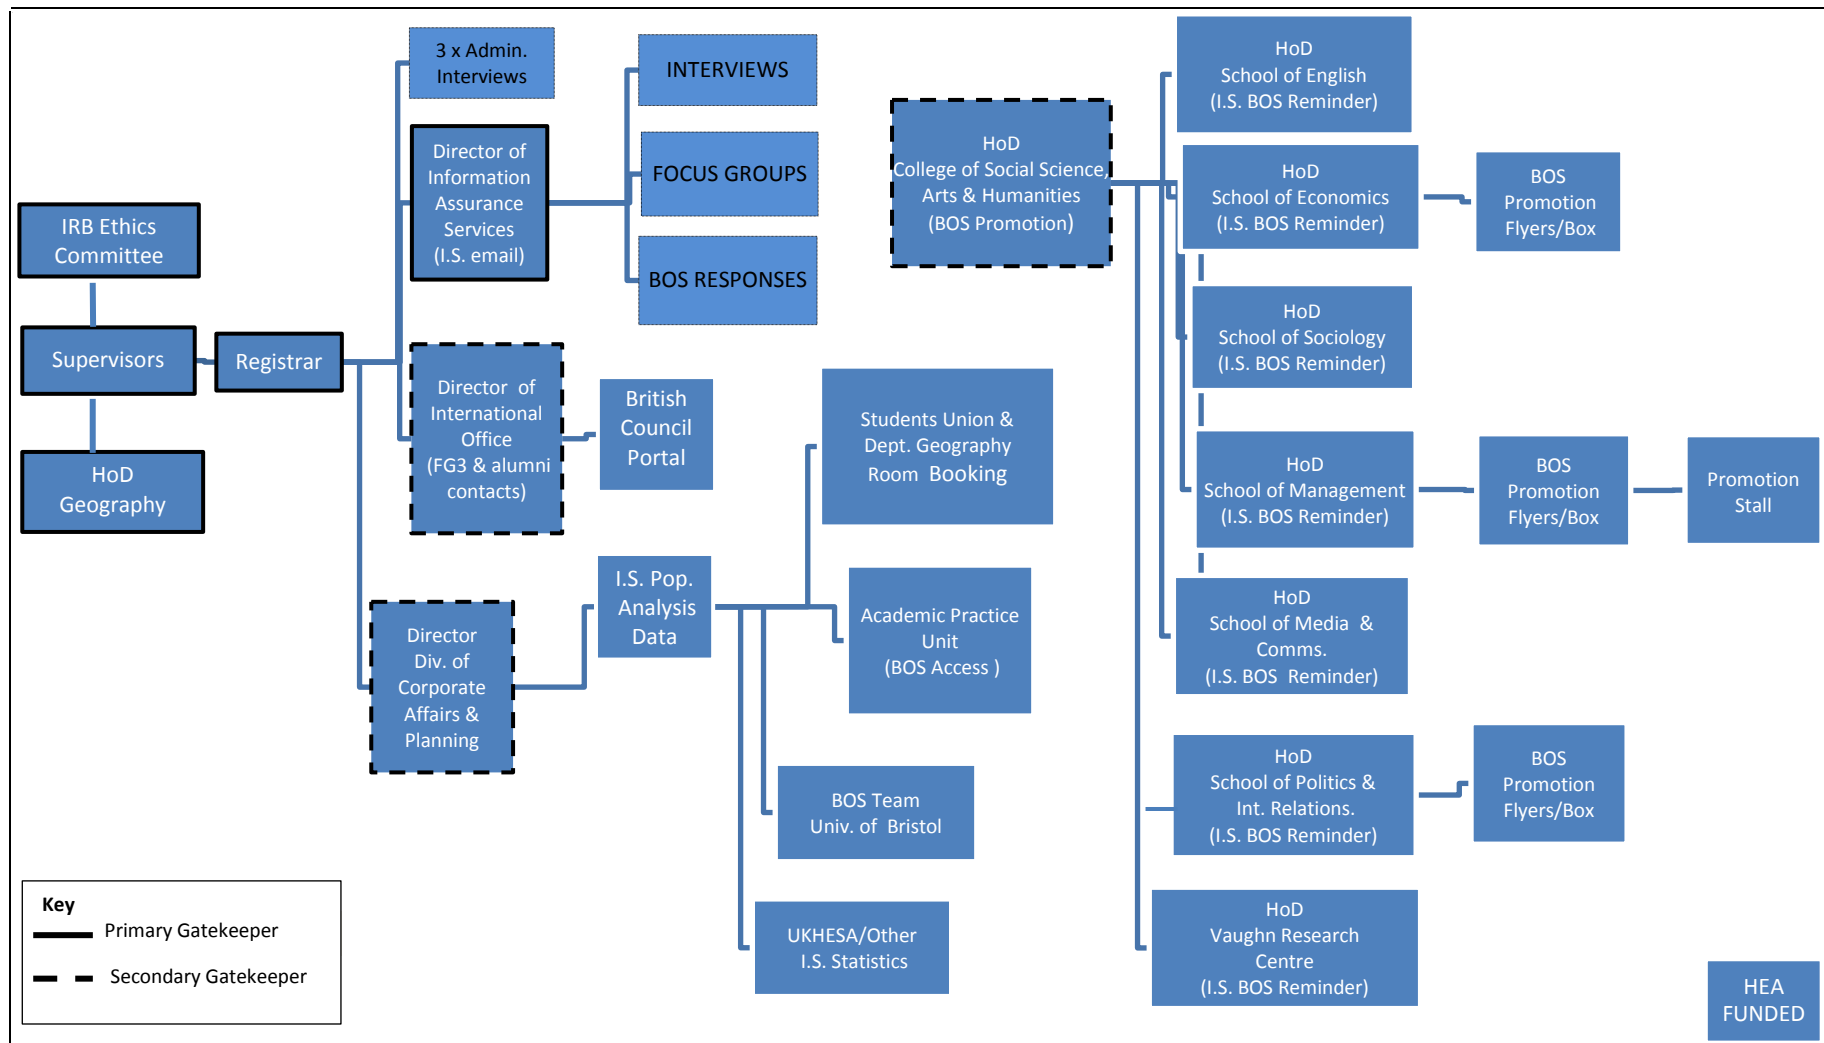 3 x Admin.
Interviews
Director of
Information
Assurance
Services
(I.S. email)
INTERVIEWS
FOCUS GROUPS
BOS RESPONSES
IRB Ethics
Committee
Supervisors
Registrar
HoD
Geography
Director of
International
Office
(FG3 & alumni
contacts)
British
Council
Portal
Director
Div. of
Corporate
Affairs &
Planning
I.S. Pop.
Analysis
Data
Students Union &
Dept. Geography
Room Booking
Academic Practice
Unit
(BOS Access )
BOS Team
Univ. of Bristol
UKHESA/Other
I.S. Statistics
HoD
College of Social Science,
Arts & Humanities
(BOS Promotion)
HoD
School of English
(I.S. BOS Reminder)
HoD
School of Economics
(I.S. BOS Reminder)
BOS
Promotion
Flyers/Box
HoD
School of Sociology
(I.S. BOS Reminder)
HoD
School of Management
(I.S. BOS Reminder)
BOS
Promotion
Flyers/Box
Promotion
Stall
HoD
School of Media &
Comms.
(I.S. BOS Reminder)
HoD
School of Politics &
Int. Relations.
(I.S. BOS Reminder)
BOS
Promotion
Flyers/Box
HoD
Vaughn Research
Centre
(I.S. BOS Reminder)
HEA
FUNDED
Key
Primary Gatekeeper
Secondary Gatekeeper